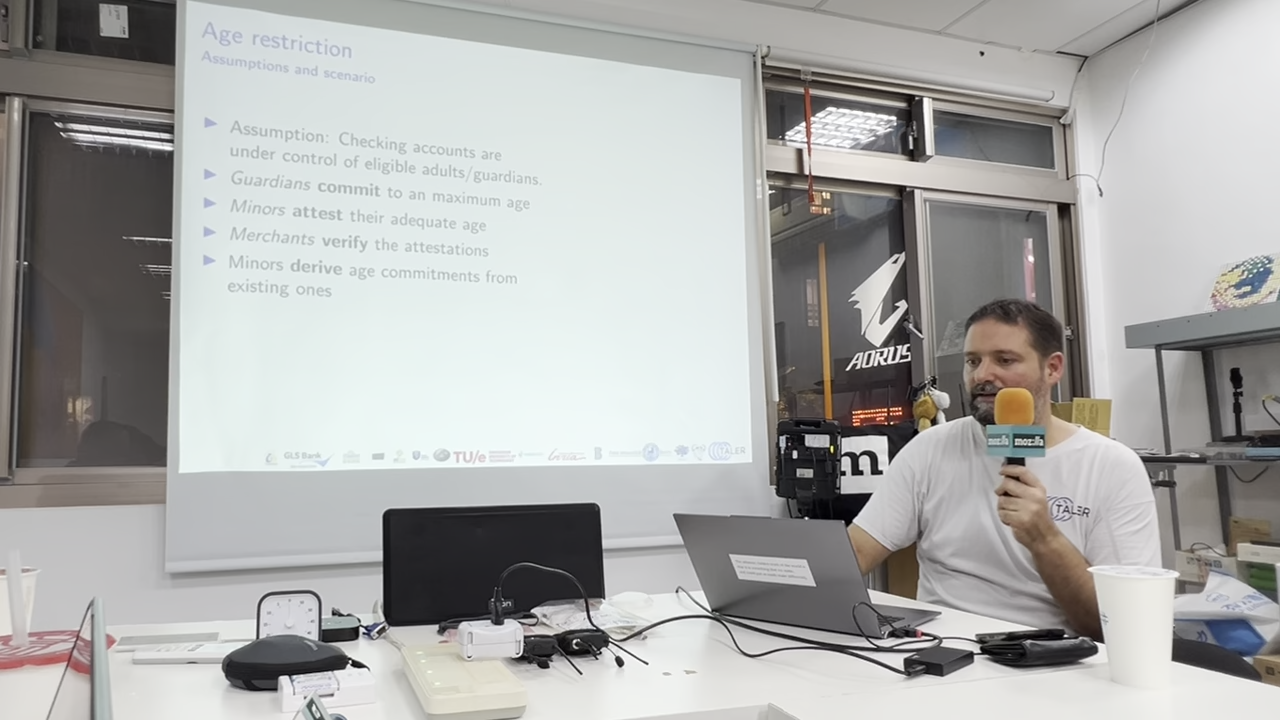 Age restriction
Assumptions and scenario
Assumption: Checking accounts are
under control of eligible adults/guardians.
Guardians commit to an maximum age
Minors attest their adequate age
Merchants verify the attestations
Minors derive age commitments from
existing ones
GLS Bank
TU/e
TALER
AORUS
m
moz://a
moz://a
TALER